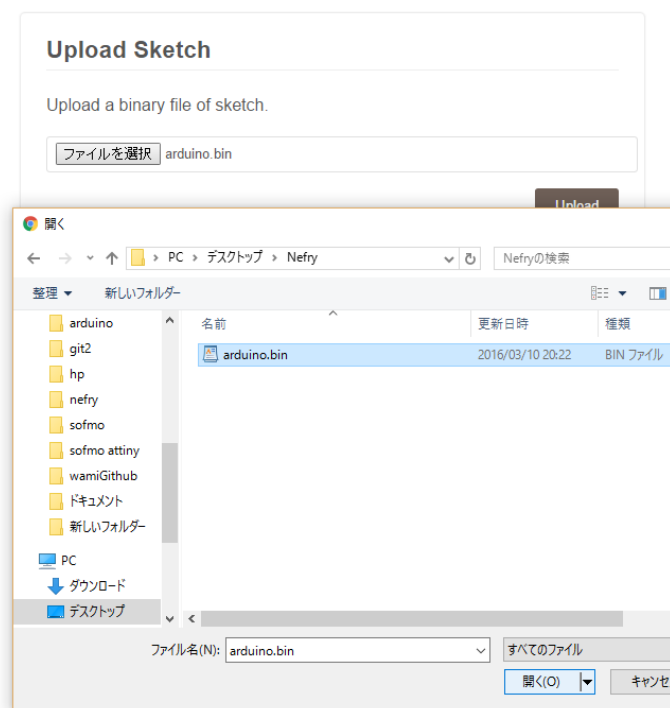 Upload Sketch
Upload a binary file of sketch.
ファイルを選択 arduino.bin
Upload
開く
PC > デスクトップ > Nefry
Nefryの検索
整理 新しいフォルダー
名前 更新日時 種類
arduino
git2
hp
nefry
sofmo
sofmo attiny
wamiGithub
ドキュメント
新しいフォルダー
PC
ダウンロード
デスクトップ
arduino.bin 2016/03/10 20:22 BIN ファイル
ファイル名(N): arduino.bin すべてのファイル
開く(O) キャンセ